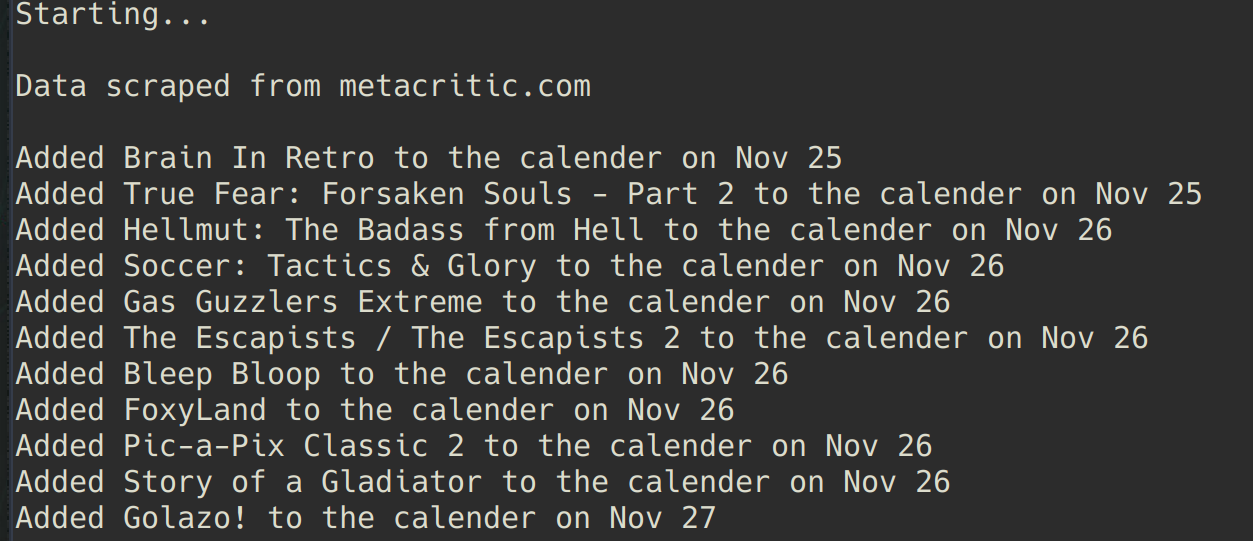 Starting...
Data scraped from metacritic.com
Added Brain In Retro to the calender on Nov 25
Added True Fear: Forsaken Souls - Part 2 to the calender on Nov 25
Added Hellmut: The Badass from Hell to the calender on Nov 26
Added Soccer: Tactics & Glory to the calender on Nov 26
Added Gas Guzzlers Extreme to the calender on Nov 26
Added The Escapists / The Escapists 2 to the calender on Nov 26
Added Bleep Bloop to the calender on Nov 26
Added FoxyLand to the calender on Nov 26
Added Pic-a-Pix Classic 2 to the calender on Nov 26
Added Story of a Gladiator to the calender on Nov 26
Added Golazo! to the calender on Nov 27